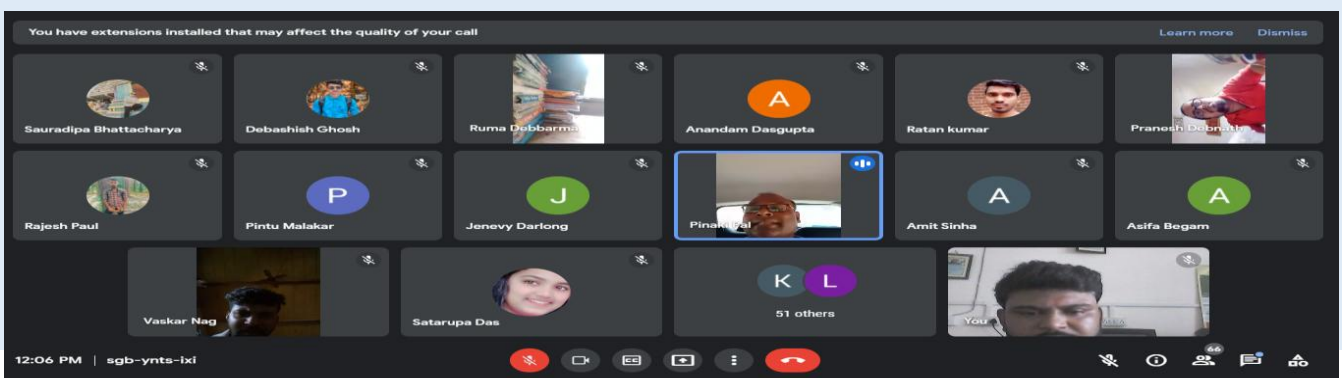 You have extensions installed that may affect the quality of your call
Learn more Dismiss
Sauradipa Bhattacharya
Debashish Ghosh
Ruma Debbarma
A
Anandam Dasgupta
Ratan kumar
Pranesh Debnath
Rajesh Paul
P
Pintu Malakar
J
Jenevy Darlong
Pinaki Pal
A
Amit Sinha
A
Asifa Begam
Vaskar Nag
Satarupa Das
K L
51 others
You
12:06 PM | sgb-ynts-ixi
CC
66